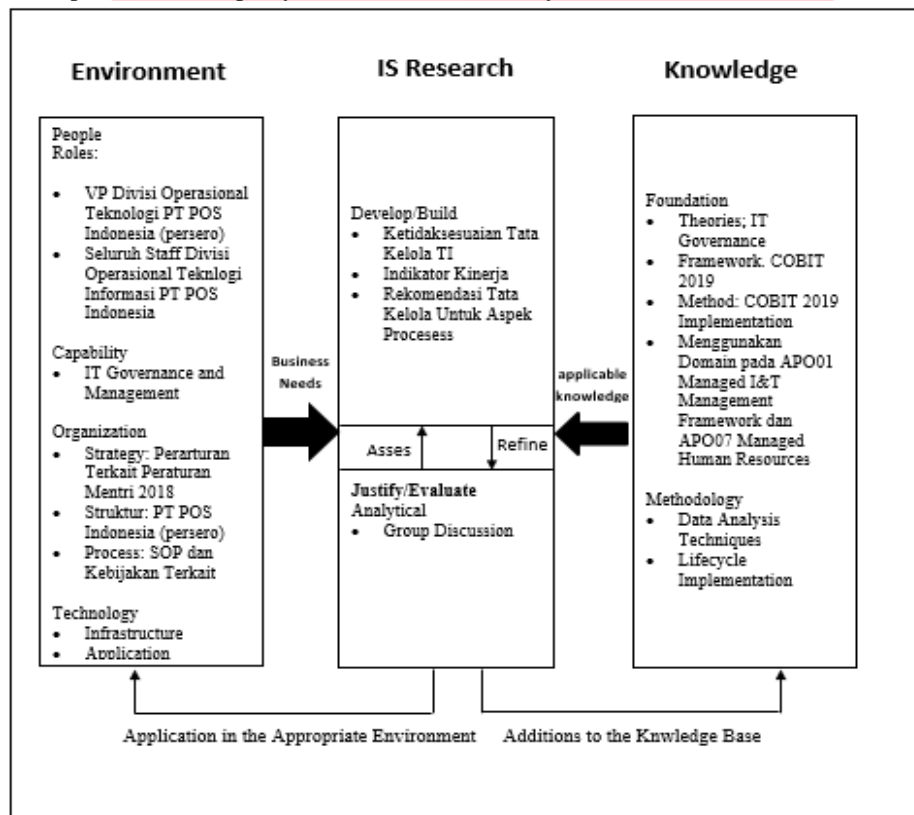 Environment
People
Roles:
• VP Divisi Operasional
Teknologi PT POS
Indonesia (persero)
• Seluruh Staff Divisi
Operasional Teknlogi
Informasi PT POS
Indonesia
Capability
• IT Governance and
Management
Organization
• Strategy: Perarturan
Terkait Peraturan
Mentri 2018
• Struktur: PT POS
Indonesia (persero)
• Process: SOP dan
Kebijakan Terkait
Technology
• Infrastructure
• Application
Business
Needs
IS Research
Develop/Build
• Ketidaksesuaian Tata
Kelola TI
• Indikator Kinerja
• Rekomendasi Tata
Kelola Untuk Aspek
Procesess
Asses
Refine
Justify/Evaluate
Analytical
• Group Discussion
applicable
knowledge
Knowledge
Foundation
• Theories; IT
Governance
• Framework. COBIT
2019
• Method: COBIT 2019
Implementation
• Menggunakan
Domain pada APO01
Managed I&T
Management
Framework dan
APO07 Managed
Human Resources
Methodology
• Data Analysis
Techniques
• Lifecycle
Implementation
Application in the Appropriate Environment
Additions to the Knwledge Base